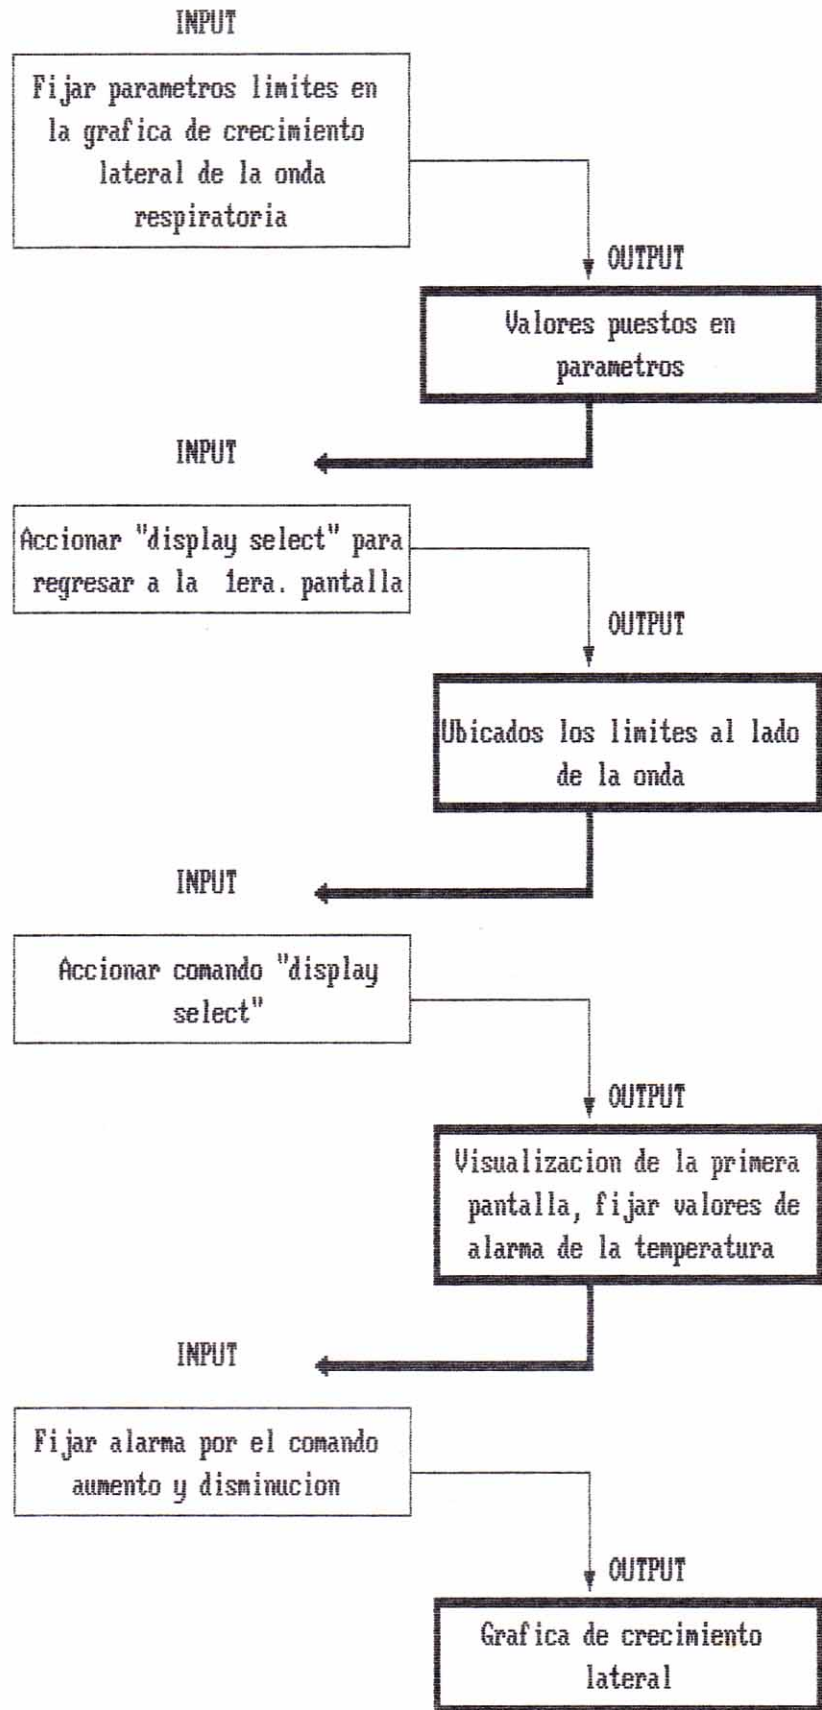 INPUT
Fijar parametros limites en
la grafica de crecimiento
lateral de la onda
respiratoria
OUTPUT
Valores puestos en
parametros
INPUT
Accionar "display select" para
regresar a la 1era. pantalla
OUTPUT
Ubicados los limites al lado
de la onda
INPUT
Accionar comando "display
select"
OUTPUT
Visualizacion de la primera
pantalla, fijar valores de
alarma de la temperatura
INPUT
Fijar alarma por el comando
aumento y disminucion
OUTPUT
Grafica de crecimiento
lateral